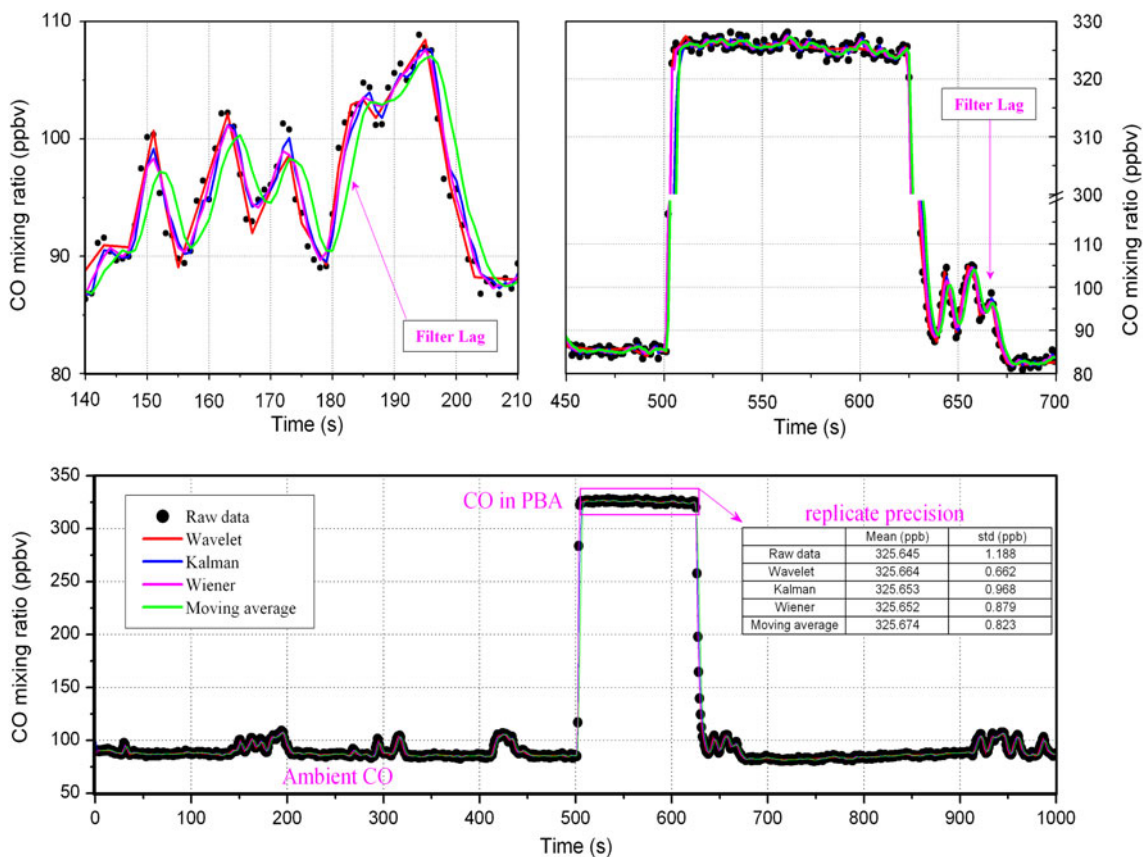 110
100
90
80
CO mixing ratio (ppbv)
140 150 160 170 180 190 200 210
Time (s)
Filter Lag
330
325
320
310
300
300
100
90
80
CO mixing ratio (ppbv)
450 500 550 600 650 700
Time (s)
Filter Lag
350
300
250
200
150
100
50
CO mixing ratio (ppbv)
Raw data
Wavelet
Kalman
Wiener
Moving average
CO in PBA
replicate precision
Mean (ppb) std (ppb)
Raw data 325.645 1.188
Wavelet 325.664 0.662
Kalman 325.653 0.968
Wiener 325.652 0.879
Moving average 325.674 0.823
Ambient CO
0 100 200 300 400 500 600 700 800 900 1000
Time (s)